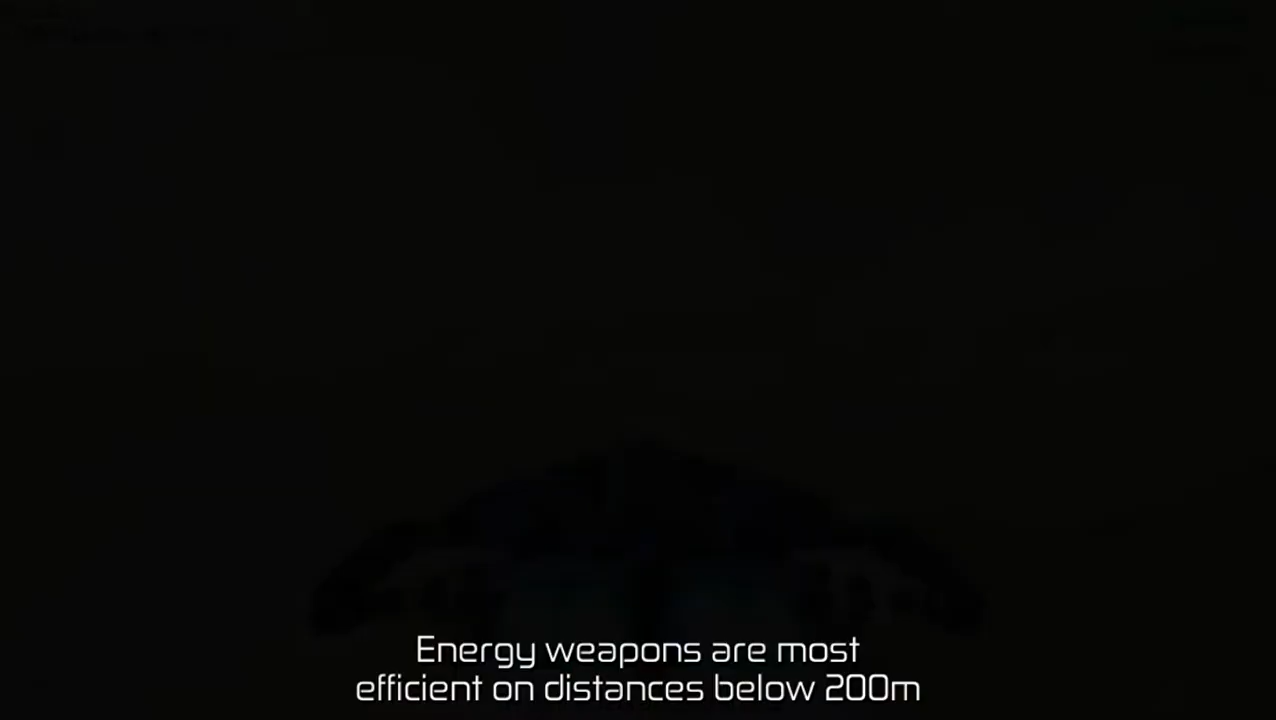 Energy weapons are most
efficient on distances below 200m